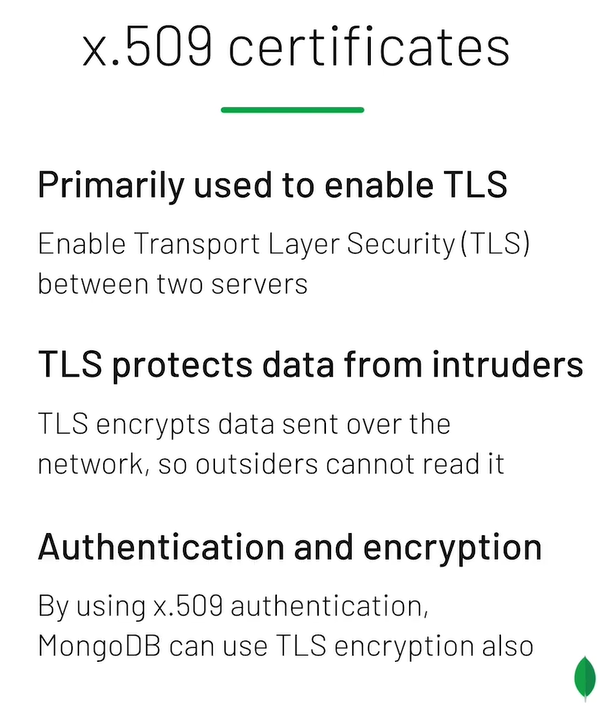 x.509 certificates
Primarily used to enable TLS
Enable Transport Layer Security (TLS)
between two servers
TLS protects data from intruders
TLS encrypts data sent over the
network, so outsiders cannot read it
Authentication and encryption
By using x.509 authentication,
MongoDB can use TLS encryption also